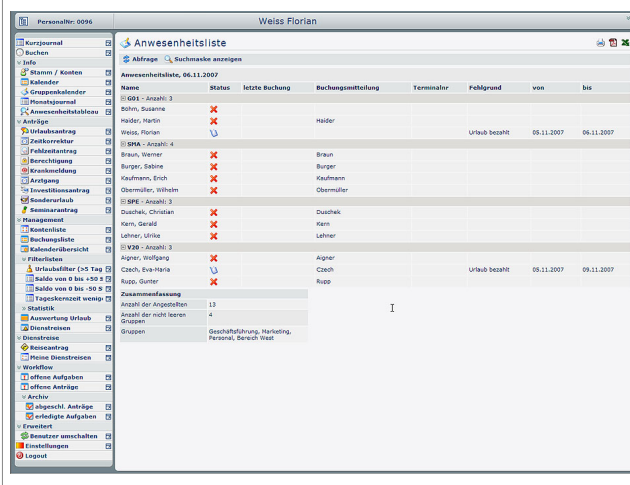 PersonalNr: 0096
Weiss Florian
Kurzjournal
Buchen
Info
Stamm / Konten
Kalender
Gruppenkalender
Monatsjournal
Anwesenheitstableau
Anträge
Urlaubsantrag
Zeitkorrektur
Fehlzeitantrag
Berechtigung
Krankmeldung
Arztgang
Investitionsantrag
Sonderurlaub
Seminarantrag
Management
Kontenliste
Buchungsliste
Kalenderübersicht
Filterlisten
Urlaubsfilter (>5 Tag
Saldo von 0 bis +50 S
Saldo von 0 bis -50 S
Tageskernzeit wenig
Statistik
Auswertung Urlaub
Dienstreisen
Dienstreise
Reiseantrag
Meine Dienstreisen
Workflow
offene Aufgaben
offene Anträge
Archiv
abgeschl. Anträge
erledigte Aufgaben
Erweitert
Benutzer umschalten
Einstellungen
Logout
Anwesenheitsliste
Abfrage Suchmaske anzeigen
Anwesenheitsliste, 06.11.2007
Name Status letzte Buchung Buchungsmitteilung Terminalnr Fehlgrund von bis
G01 - Anzahl: 3
Böhm, Susanne
Haider, Martin Haider
Weiss, Florian Urlaub bezahlt 05.11.2007 06.11.2007
SMA - Anzahl: 4
Braun, Werner Braun
Burger, Sabine Burger
Kaufmann, Erich Kaufmann
Obermüller, Wilhelm Obermüller
SPE - Anzahl: 3
Duschek, Christian Duschek
Kern, Gerald Kern
Lehner, Ulrike Lehner
V20 - Anzahl: 3
Aigner, Wolfgang Aigner
Czech, Eva-Maria Czech Urlaub bezahlt 05.11.2007 09.11.2007
Rupp, Gunter Rupp
Zusammenfassung
Anzahl der Angestellten 13
Anzahl der nicht leeren
Gruppen 4
Gruppen Geschäftsführung, Marketing,
Personal, Bereich West